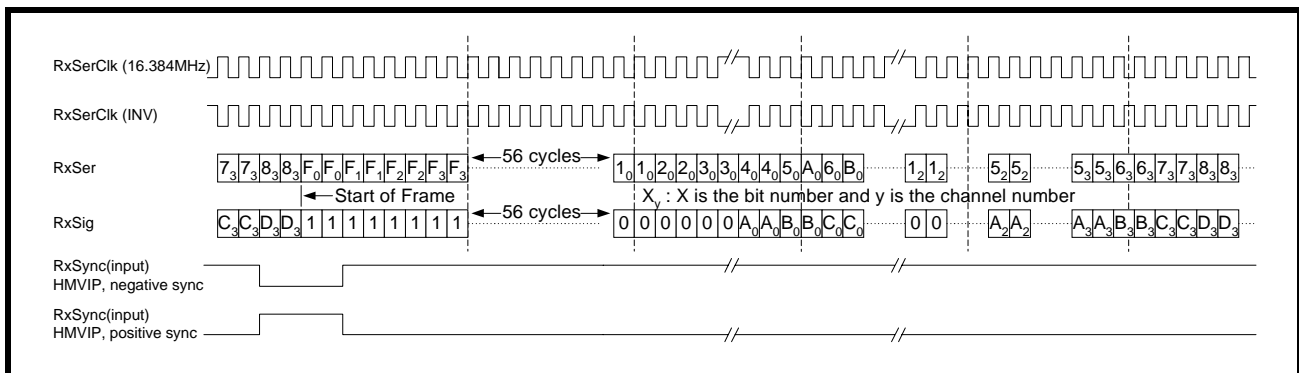 RxSerClk (16.384MHz)
RxSerClk (INV)
RxSer 7₃ 7₃ 8₃ 8₃ F₀ F₀ F₁ F₁ F₂ F₂ F₃ F₃ 56 cycles 1₀ 1₀ 2₀ 2₀ 3₀ 3₀ 4₀ 4₀ 5₀ A₀ 6₀ B₀ 1₂ 1₂ 5₂ 5₂ 5₃ 5₃ 6₃ 6₃ 7₃ 7₃ 8₃ 8₃
Start of Frame
Xy : X is the bit number and y is the channel number
RxSig C₃ C₃ D₃ D₃ 1 1 1 1 1 1 1 1 56 cycles 0 0 0 0 0 0 A₀ A₀ B₀ B₀ C₀ C₀ 0 0 A₂ A₂ A₃ A₃ B₃ B₃ C₃ C₃ D₃ D₃
RxSync(input)
HMVIP, negative sync
RxSync(input)
HMVIP, positive sync